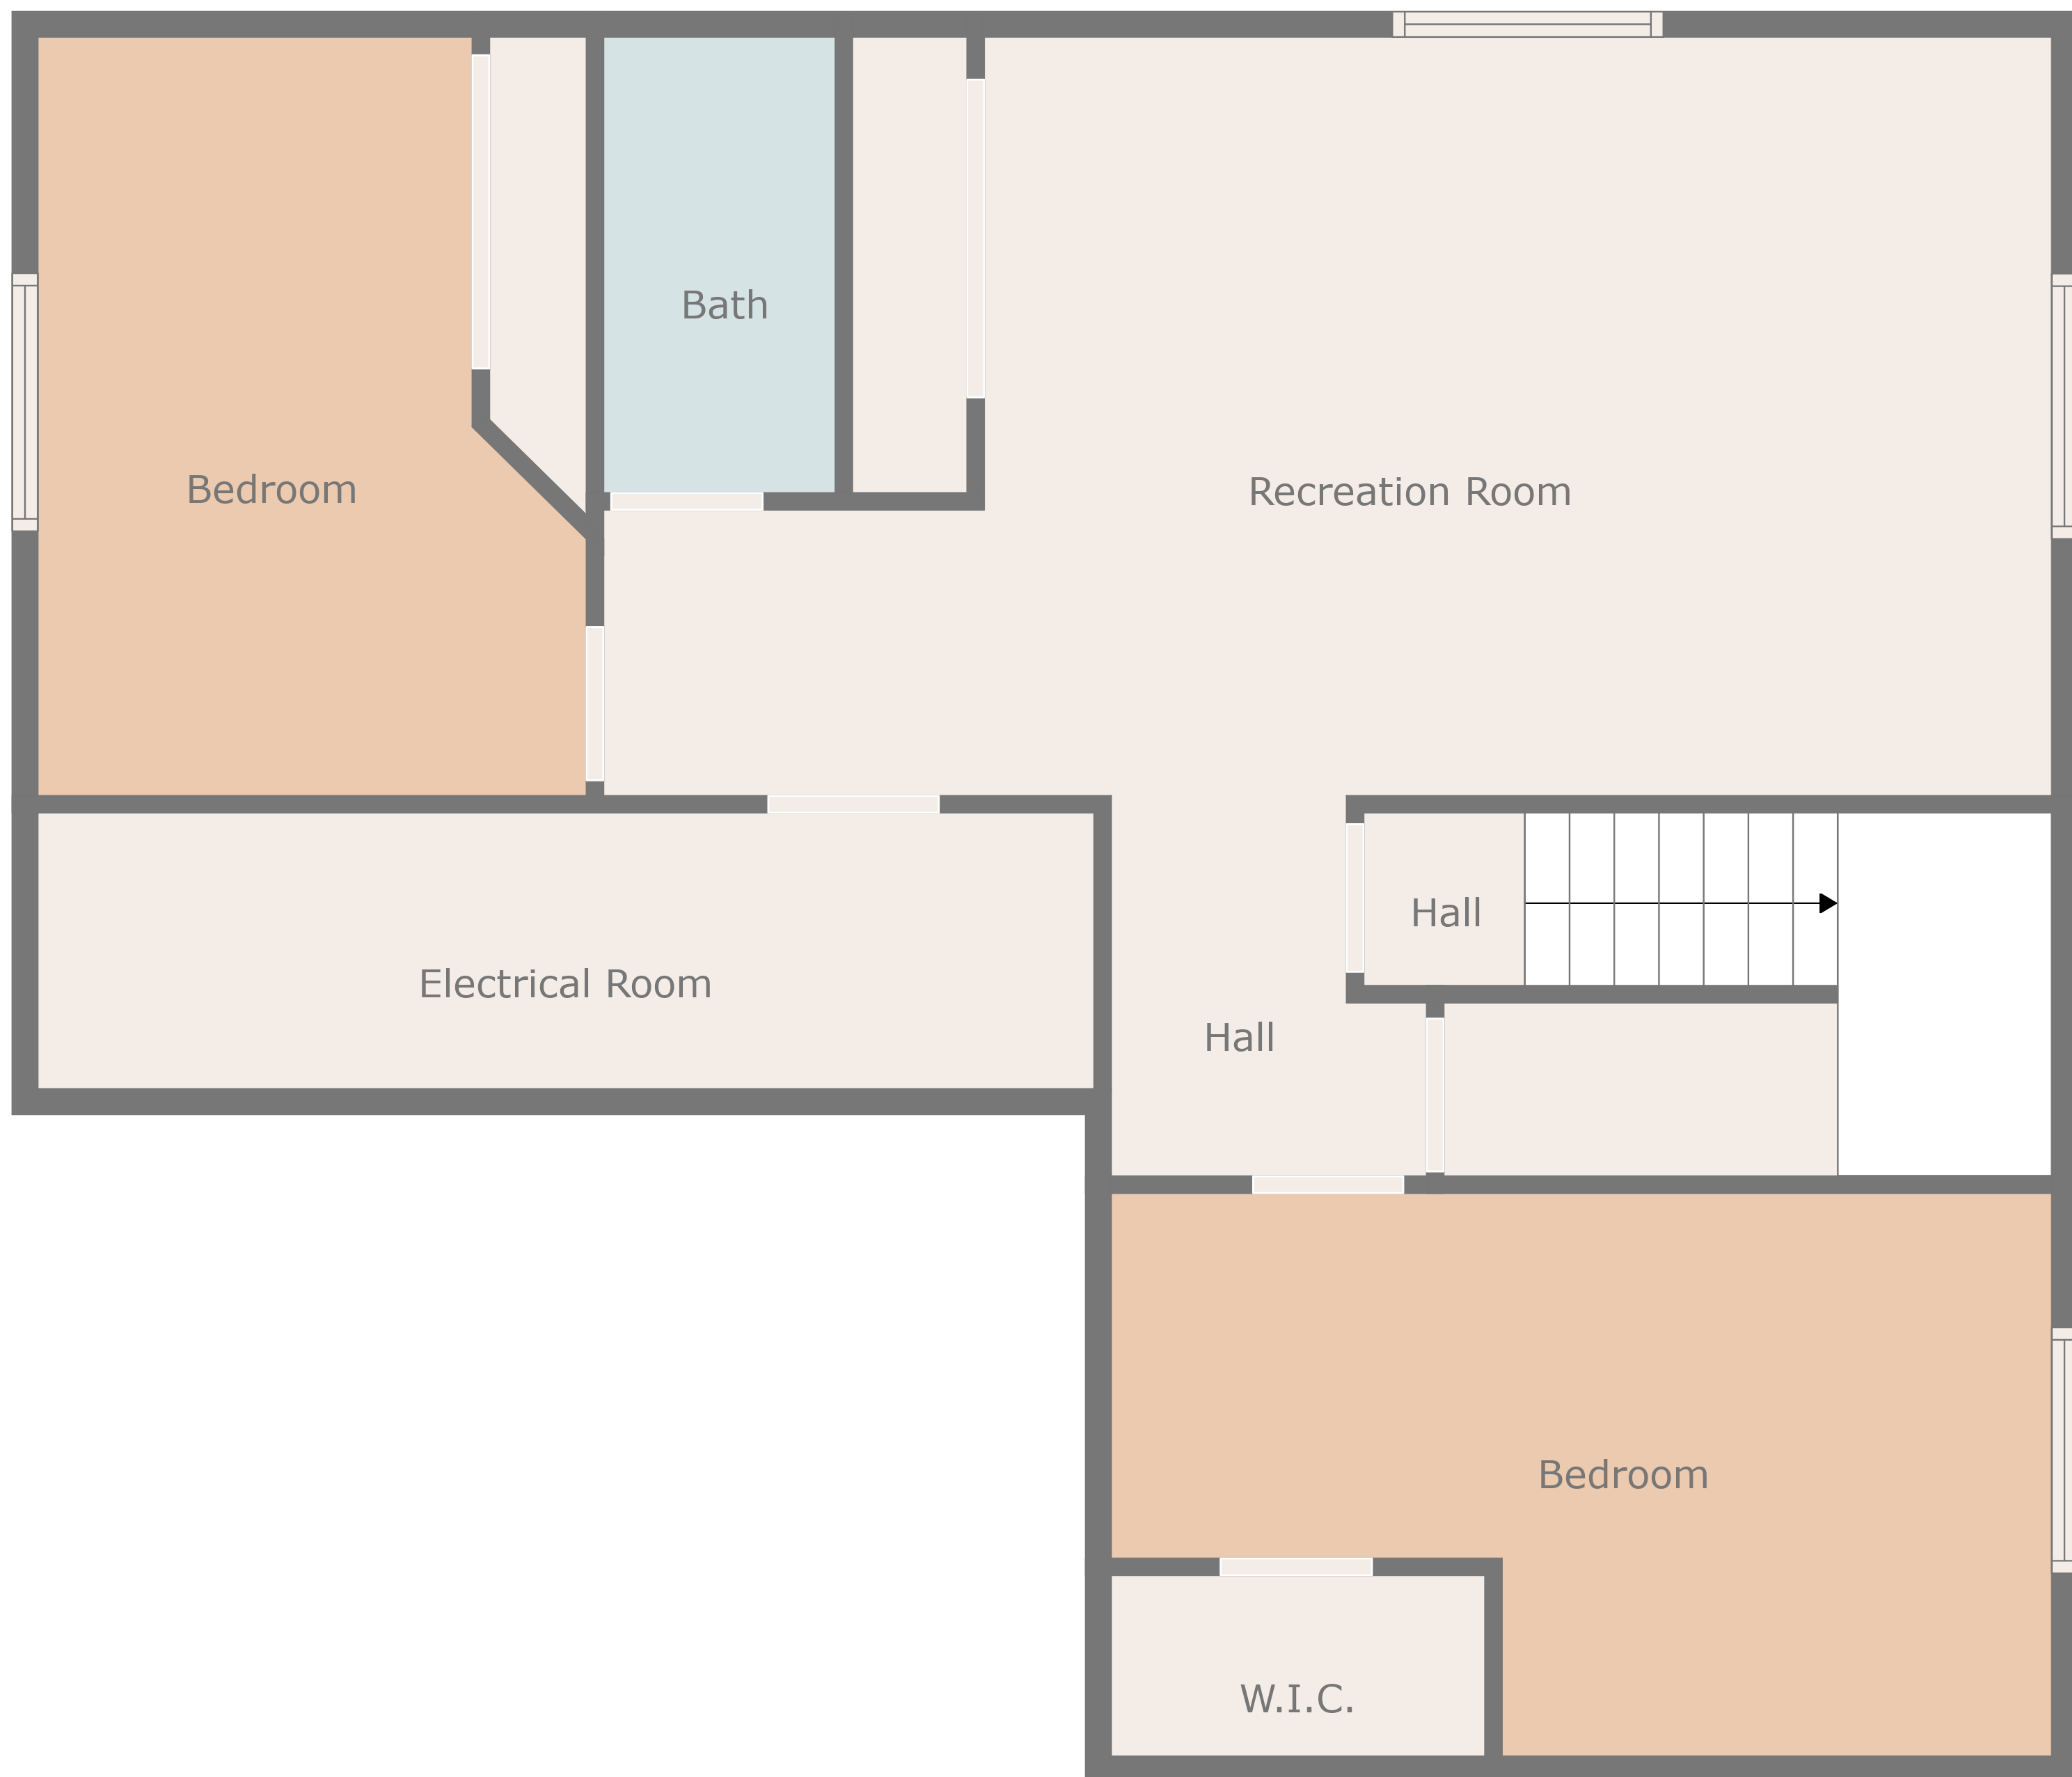 Bath
Bedroom
Recreation Room
Hall
Electrical Room
Hall
Bedroom
W.I.C.